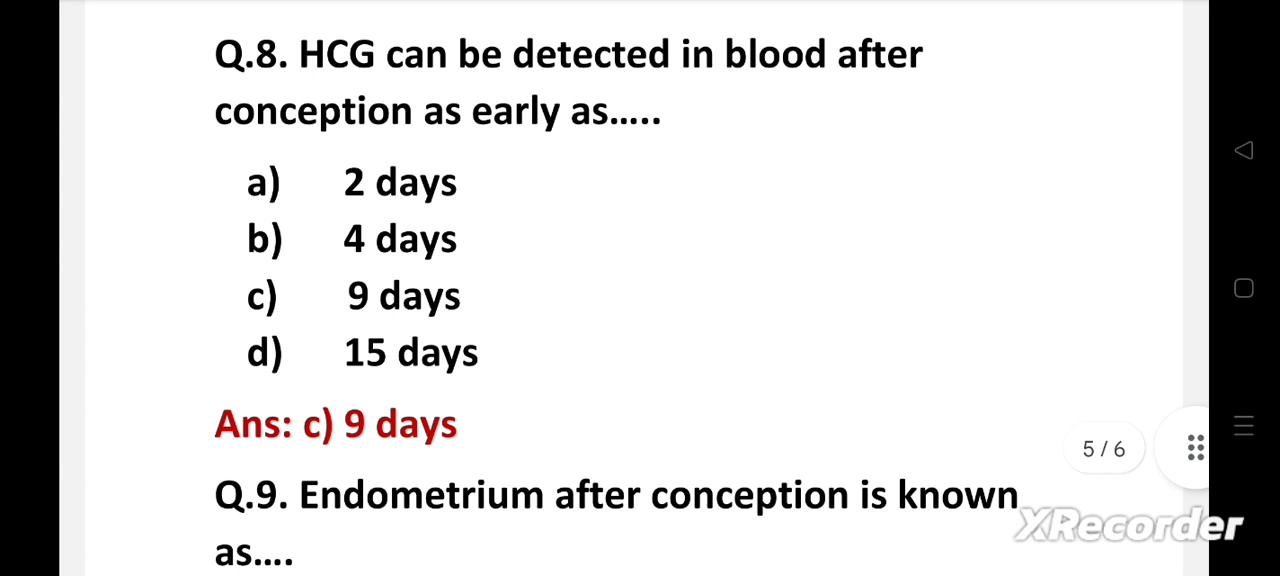 Q.8. HCG can be detected in blood after
conception as early as.....
a) 2 days
b) 4 days
c) 9 days
d) 15 days
Ans: c) 9 days
5 / 6
Q.9. Endometrium after conception is known
XRecorder
as....